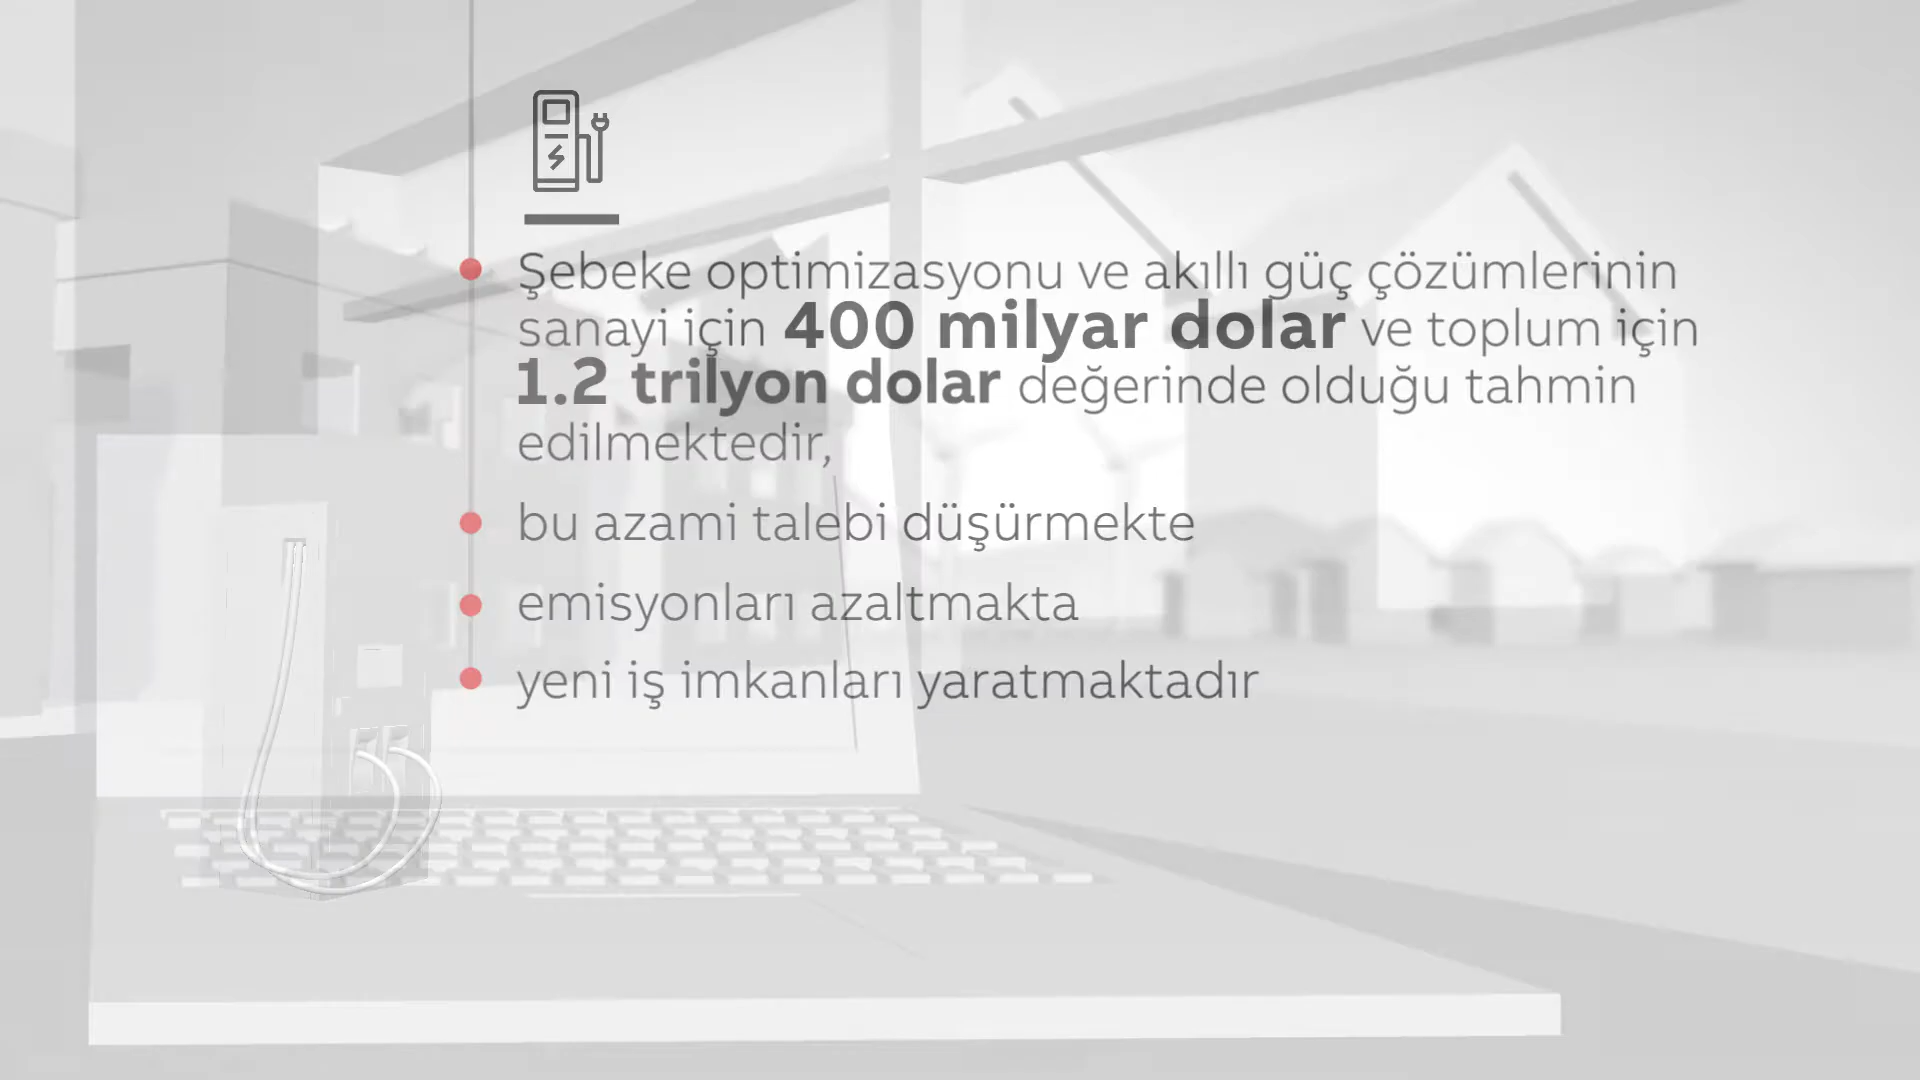 Şebeke optimizasyonu ve akıllı güç çözümlerinin
sanayi için 400 milyar dolar ve toplum için
1.2 trilyon dolar değerinde olduğu tahmin
edilmektedir,
bu azami talebi düşürmekte
emisyonları azaltmakta
yeni iş imkanları yaratmaktadır